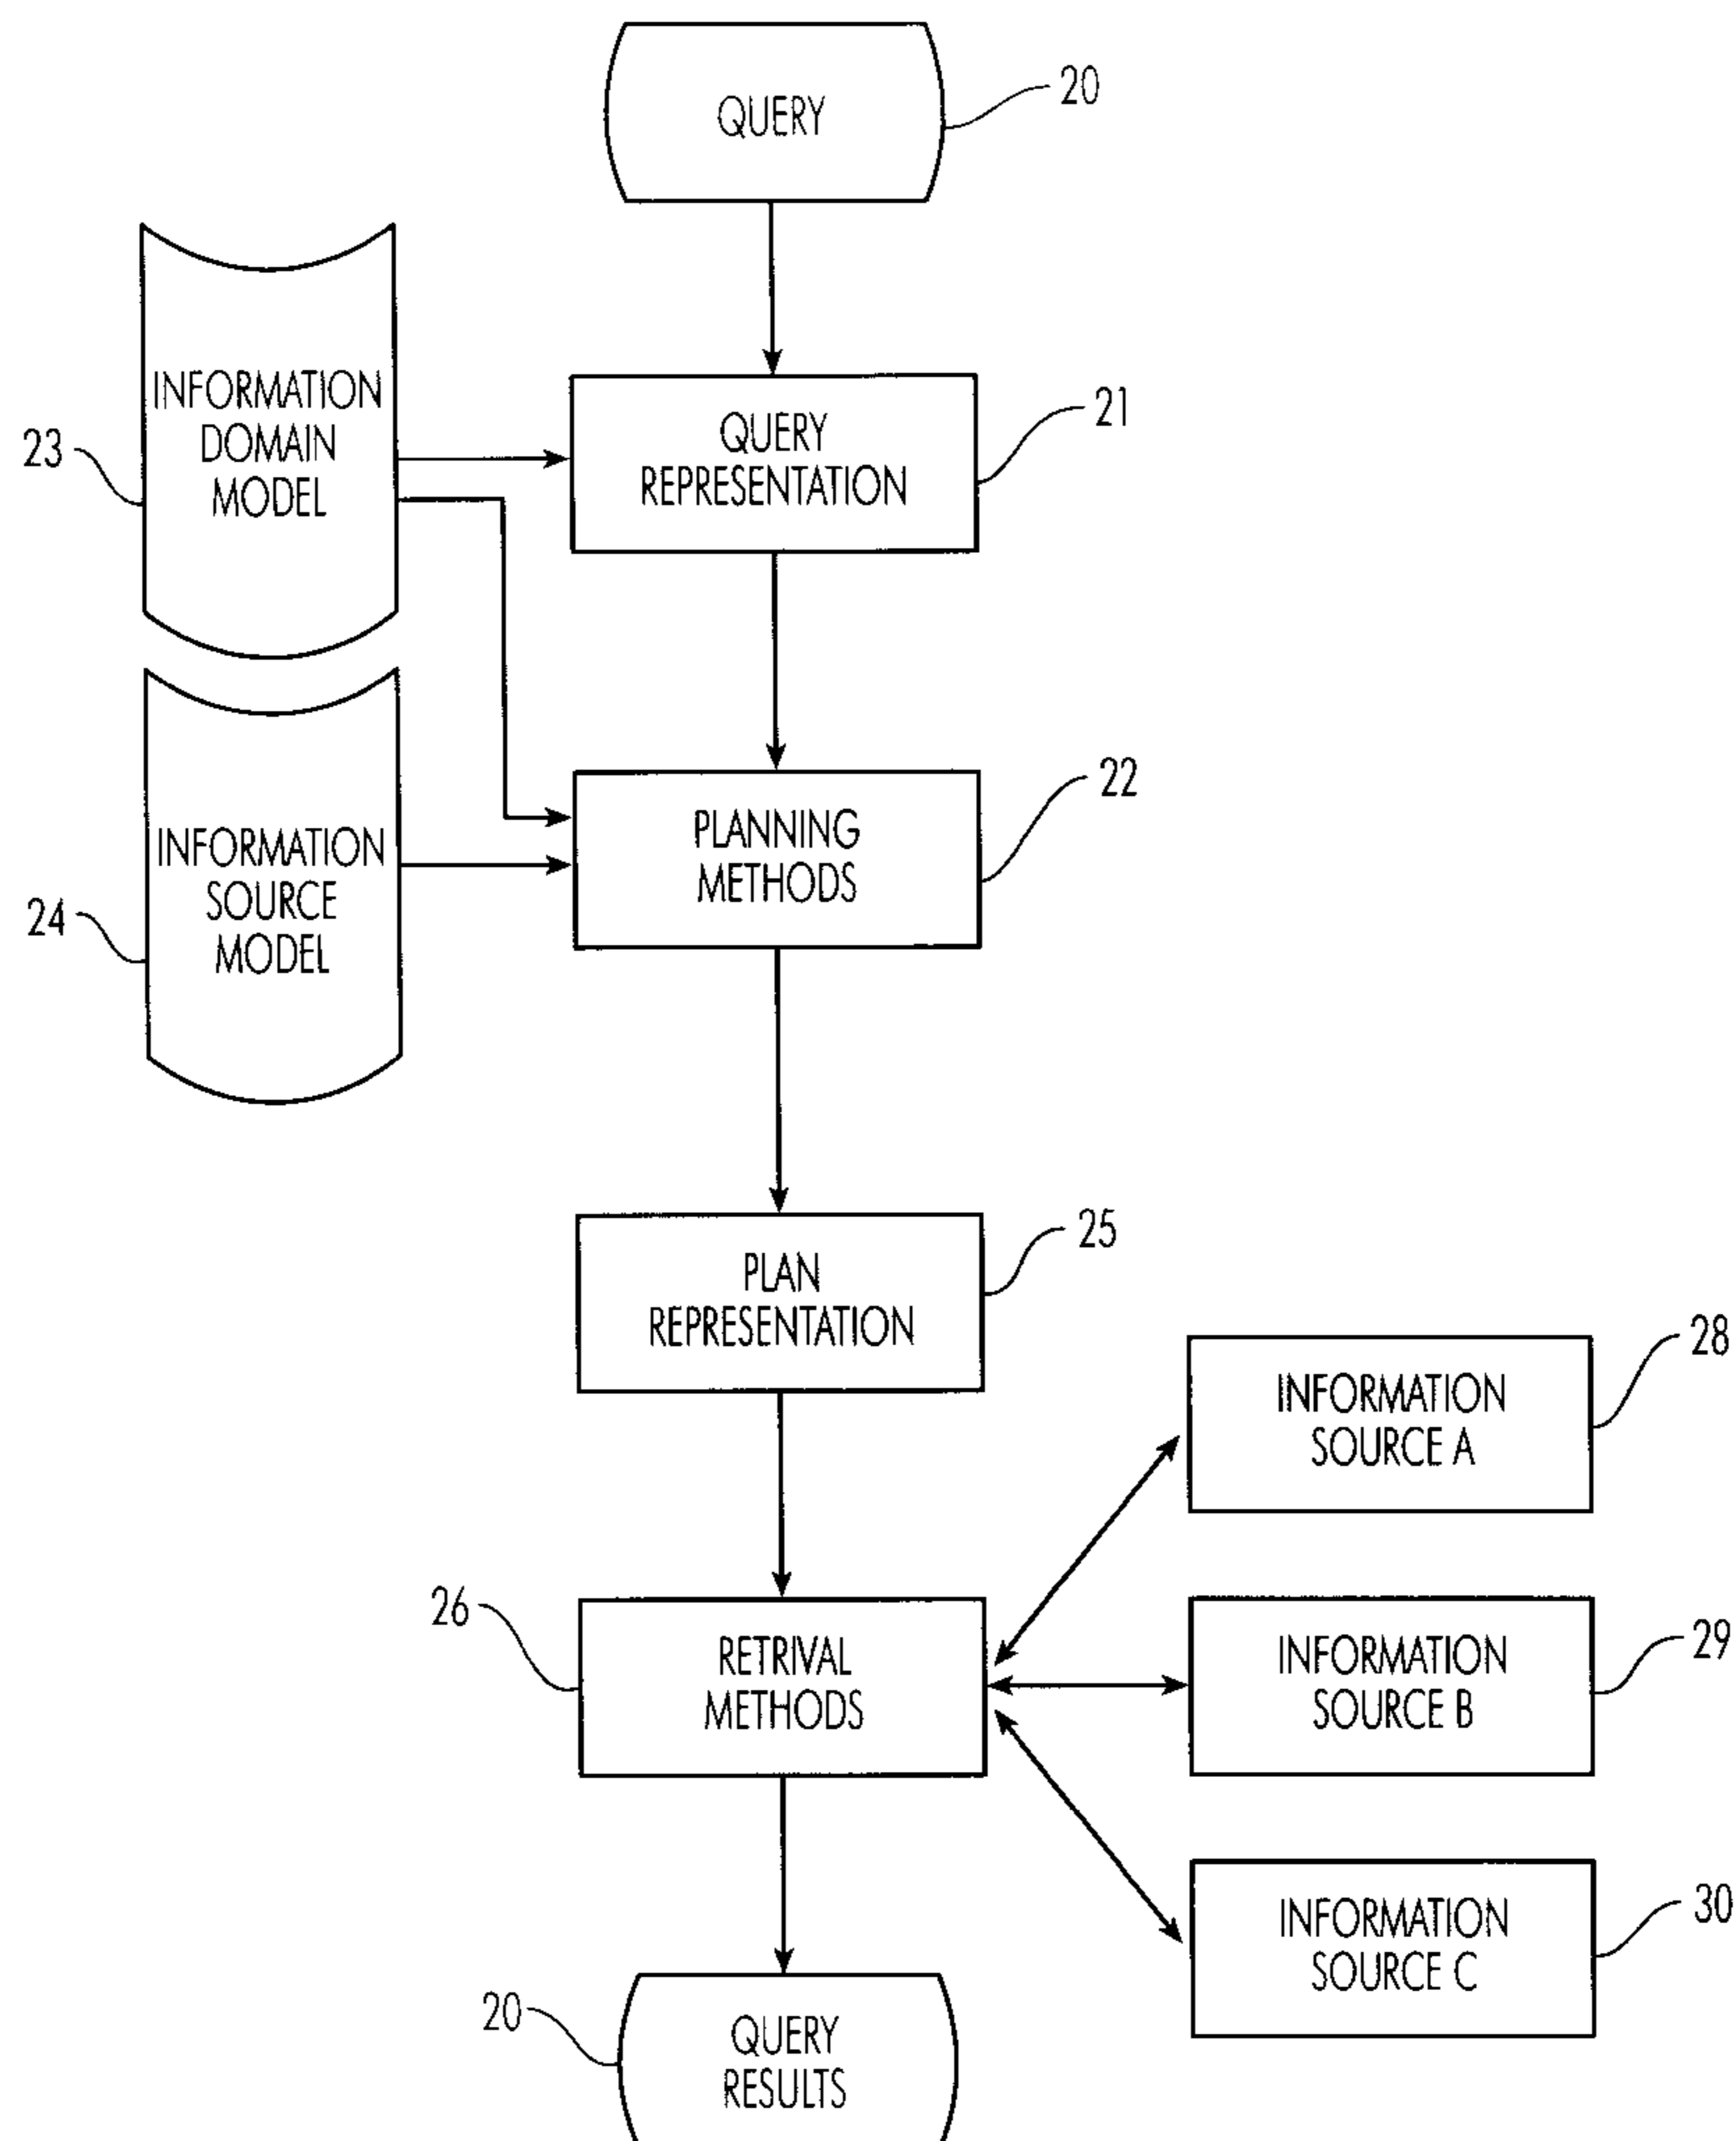 QUERY
20
INFORMATION
DOMAIN
MODEL
23
QUERY
REPRESENTATION
21
INFORMATION
SOURCE
MODEL
24
PLANNING
METHODS
22
PLAN
REPRESENTATION
25
INFORMATION
SOURCE A
28
26
RETRIVAL
METHODS
INFORMATION
SOURCE B
29
INFORMATION
SOURCE C
30
20
QUERY
RESULTS